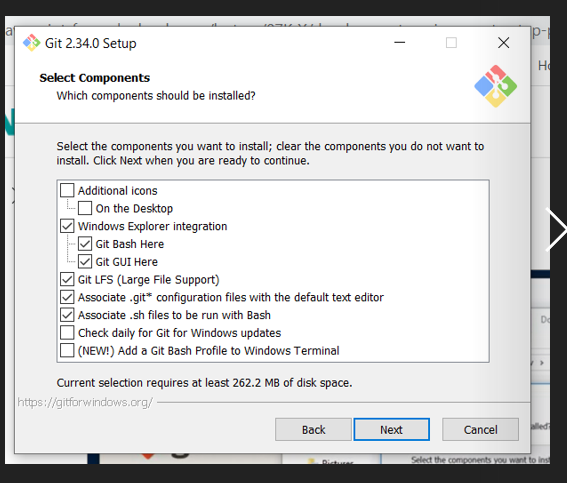 Git 2.34.0 Setup
Select Components
Which components should be installed?
Select the components you want to install; clear the components you do not want to
install. Click Next when you are ready to continue.
Additional icons
On the Desktop
Windows Explorer integration
Git Bash Here
Git GUI Here
Git LFS (Large File Support)
Associate .git* configuration files with the default text editor
Associate .sh files to be run with Bash
Check daily for Git for Windows updates
(NEW!) Add a Git Bash Profile to Windows Terminal
Current selection requires at least 262.2 MB of disk space.
https://gitforwindows.org/
Back
Next
Cancel
Pictures
Select the components you want to inst